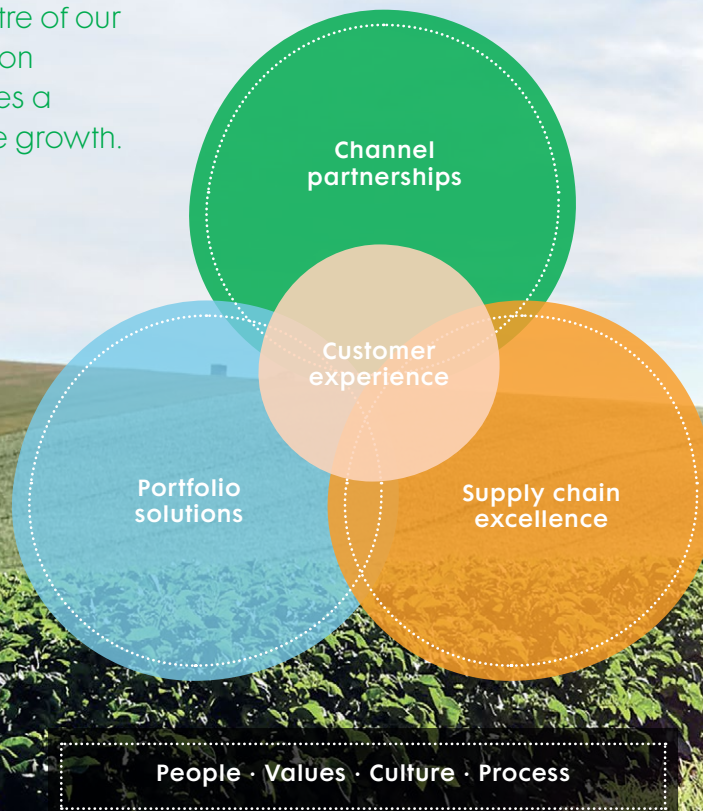 tre of our
on
es a
e growth.
Channel
partnerships
Customer
experience
Portfolio
solutions
Supply chain
excellence
People · Values · Culture · Process